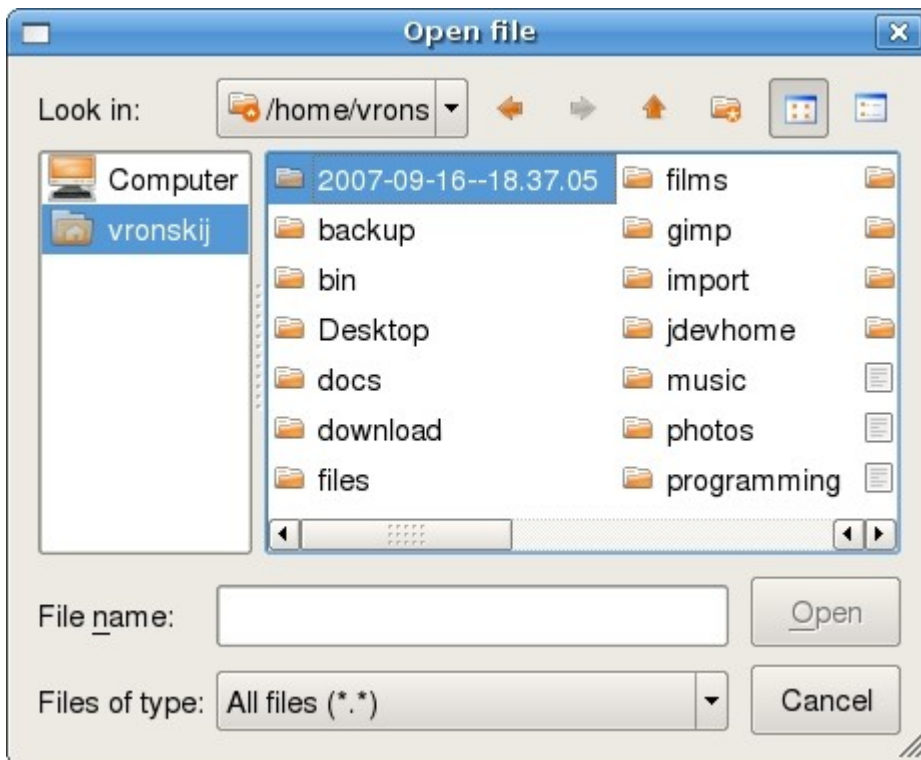 Open file
Look in: /home/vrons
Computer
vronskij
2007-09-16--18.37.05
backup
bin
Desktop
docs
download
files
films
gimp
import
jdevhome
music
photos
programming
File name: Open
Files of type: All files (*.*) Cancel